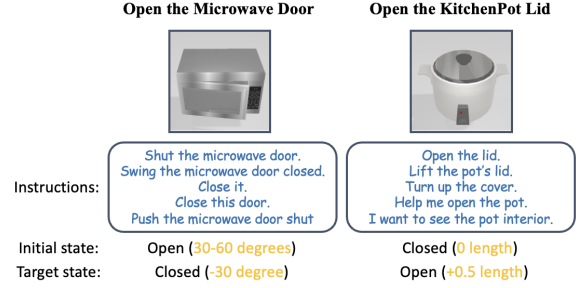 Open the Microwave Door
Open the KitchenPot Lid
Instructions:
Shut the microwave door.
Swing the microwave door closed.
Close it.
Close this door.
Push the microwave door shut
Open the lid.
Lift the pot's lid.
Turn up the cover.
Help me open the pot.
I want to see the pot interior.
Initial state: Open (30-60 degrees) Closed (0 length)
Target state: Closed (-30 degree) Open (+0.5 length)